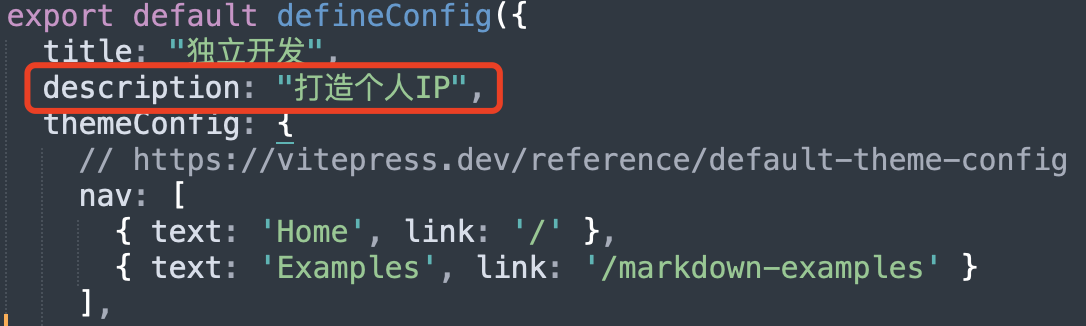 export default defineConfig({
title: "独立开发",
description: "打造个人IP",
themeConfig: {
// https://vitepress.dev/reference/default-theme-config
nav: [
{ text: 'Home', link: '/' },
{ text: 'Examples', link: '/markdown-examples' }
],